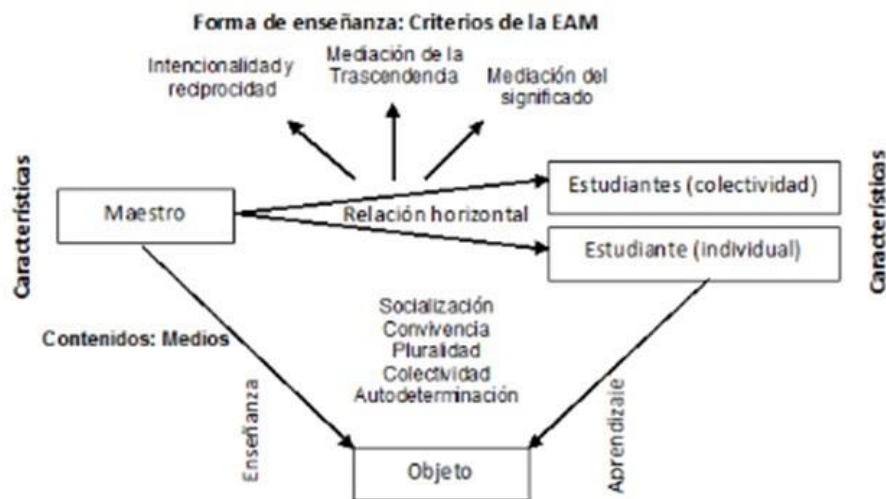 Forma de enseñanza: Criterios de la EAM
Intencionalidad y
reciprocidad
Mediación de la
Trascendencia
Mediación del
significado
Características
Maestro
Relación horizontal
Estudiantes (colectividad)
Estudiante (individual)
Características
Contenidos: Medios
Socialización
Convivencia
Pluralidad
Colectividad
Autodeterminación
Enseñanza
Aprendizaje
Objeto